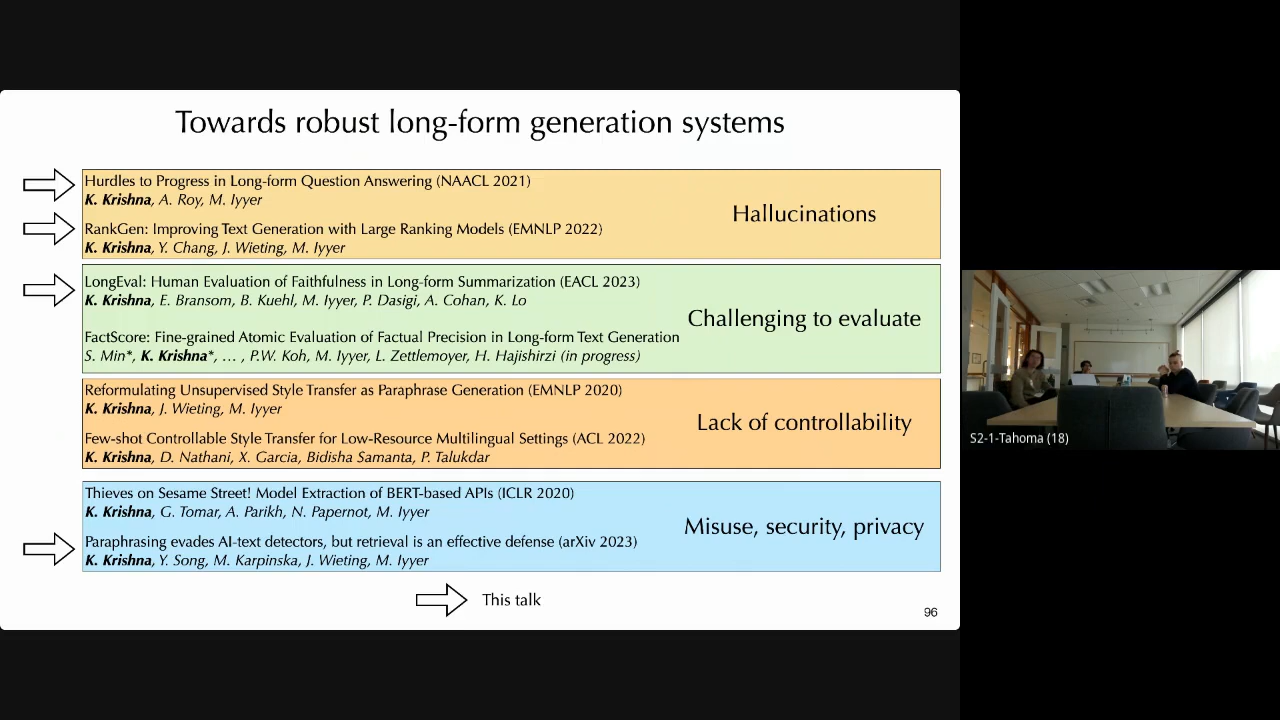 Towards robust long-form generation systems
Hurdles to Progress in Long-form Question Answering (NAACL 2021)
K. Krishna, A. Roy, M. Iyyer
RankGen: Improving Text Generation with Large Ranking Models (EMNLP 2022)
K. Krishna, Y. Chang, J. Wieting, M. Iyyer
Hallucinations
LongEval: Human Evaluation of Faithfulness in Long-form Summarization (EACL 2023)
K. Krishna, E. Bransom, B. Kuehl, M. Iyyer, P. Dasigi, A. Cohan, K. Lo
FactScore: Fine-grained Atomic Evaluation of Factual Precision in Long-form Text Generation
S. Min*, K. Krishna*, ... , P.W. Koh, M. Iyyer, L. Zettlemoyer, H. Hajishirzi (in progress)
Challenging to evaluate
Reformulating Unsupervised Style Transfer as Paraphrase Generation (EMNLP 2020)
K. Krishna, J. Wieting, M. Iyyer
Few-shot Controllable Style Transfer for Low-Resource Multilingual Settings (ACL 2022)
K. Krishna, D. Nathani, X. Garcia, Bidisha Samanta, P. Talukdar
Lack of controllability
Thieves on Sesame Street! Model Extraction of BERT-based APIs (ICLR 2020)
K. Krishna, G. Tomar, A. Parikh, N. Papernot, M. Iyyer
Paraphrasing evades AI-text detectors, but retrieval is an effective defense (arXiv 2023)
K. Krishna, Y. Song, M. Karpinska, J. Wieting, M. Iyyer
Misuse, security, privacy
This talk
96
S2-1-Tahoma (18)